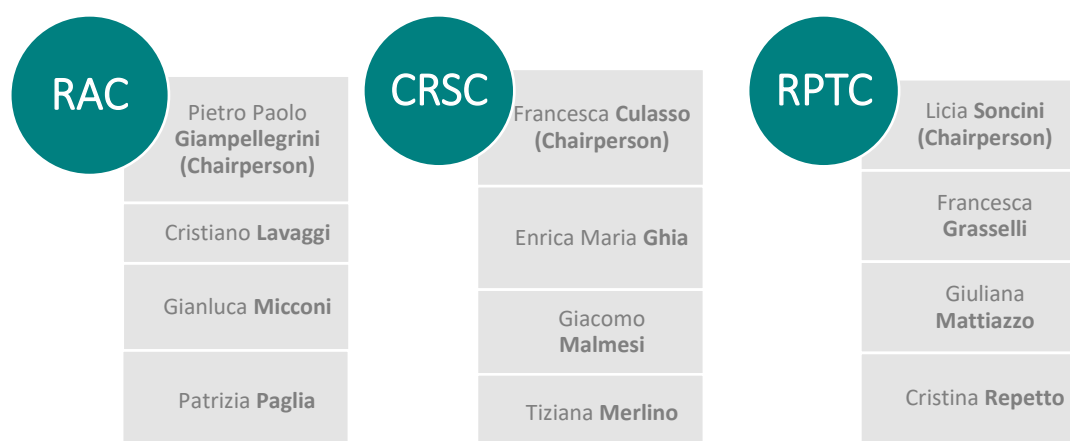 RAC
Pietro Paolo
Giampellegrini
(Chairperson)
Cristiano Lavaggi
Gianluca Micconi
Patrizia Paglia
CRSC
Francesca Culasso
(Chairperson)
Enrica Maria Ghia
Giacomo
Malmesi
Tiziana Merlino
RPTC
Licia Soncini
(Chairperson)
Francesca
Grasselli
Giuliana
Mattiazzo
Cristina Repetto